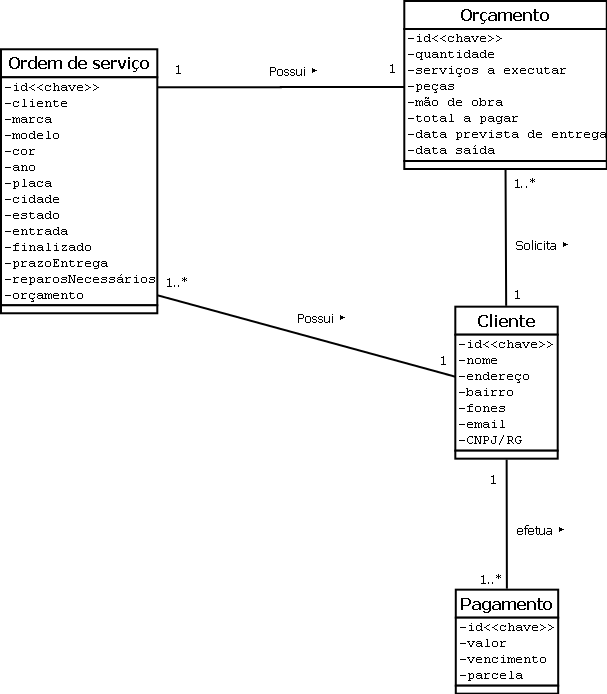 Orçamento
-id<<chave>>
-quantidade
-serviços a executar
-peças
-mão de obra
-total a pagar
-data prevista de entrega
-data saída
Ordem de serviço
-id<<chave>>
-cliente
-marca
-modelo
-cor
-ano
-placa
-cidade
-estado
-entrada
-finalizado
-prazoEntrega
-reparosNecessários
-orçamento
1 Possui ► 1
1..*
Solicita ►
1
1..*
Possui ►
1
Cliente
-id<<chave>>
-nome
-endereço
-bairro
-fones
-email
-CNPJ/RG
1
efetua ►
1..*
Pagamento
-id<<chave>>
-valor
-vencimento
-parcela